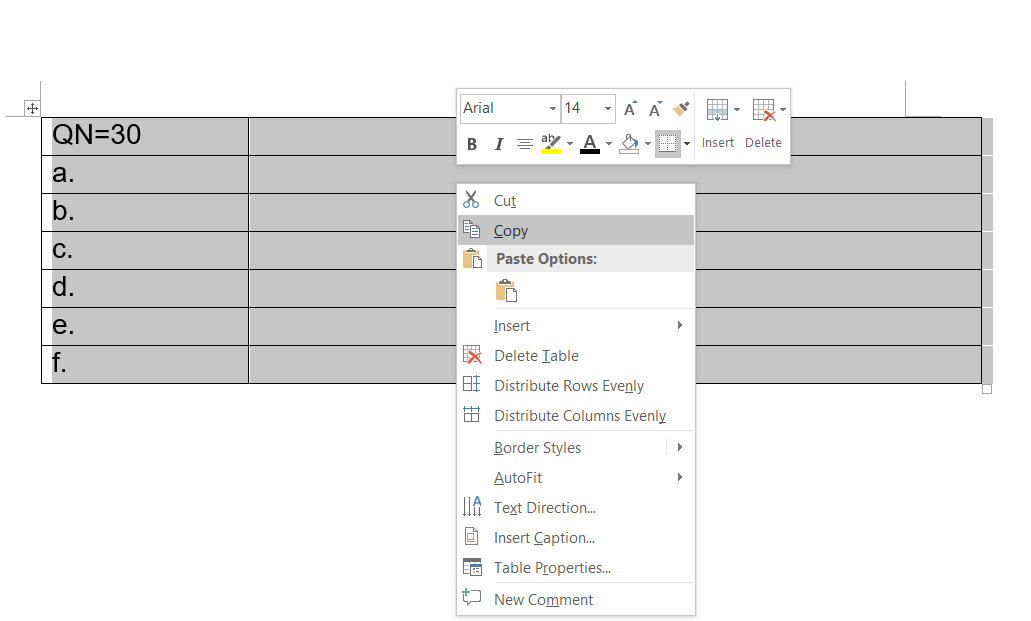 Arial 14
B I ab A
Insert Delete
QN=30
a.
b.
c.
d.
e.
f.
Cut
Copy
Paste Options:
Insert
Delete Table
Distribute Rows Evenly
Distribute Columns Evenly
Border Styles
AutoFit
Text Direction...
Insert Caption...
Table Properties...
New Comment